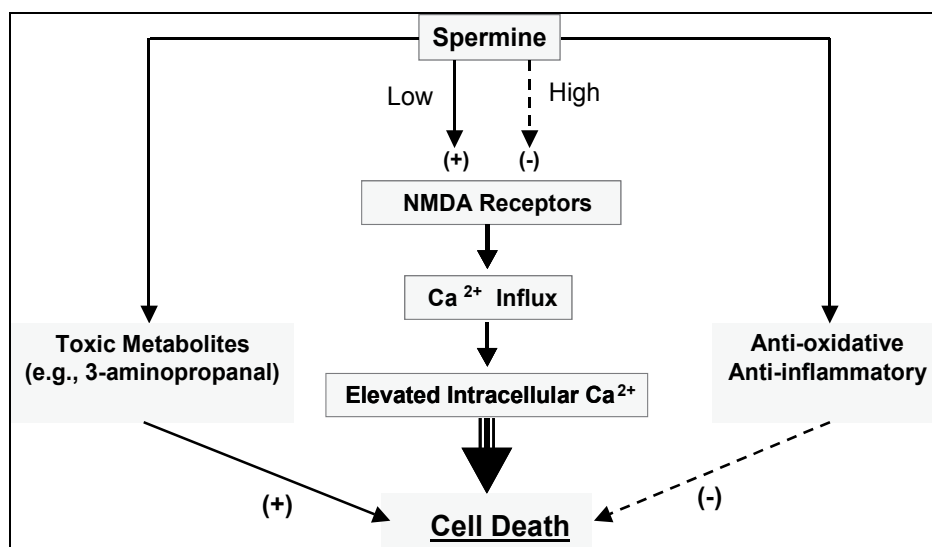 Spermine
Low
High
(+)
(-)
NMDA Receptors
Ca 2+ Influx
Toxic Metabolites
(e.g., 3-aminopropanal)
Anti-oxidative
Anti-inflammatory
Elevated Intracellular Ca2+
(+)
(-)
Cell Death